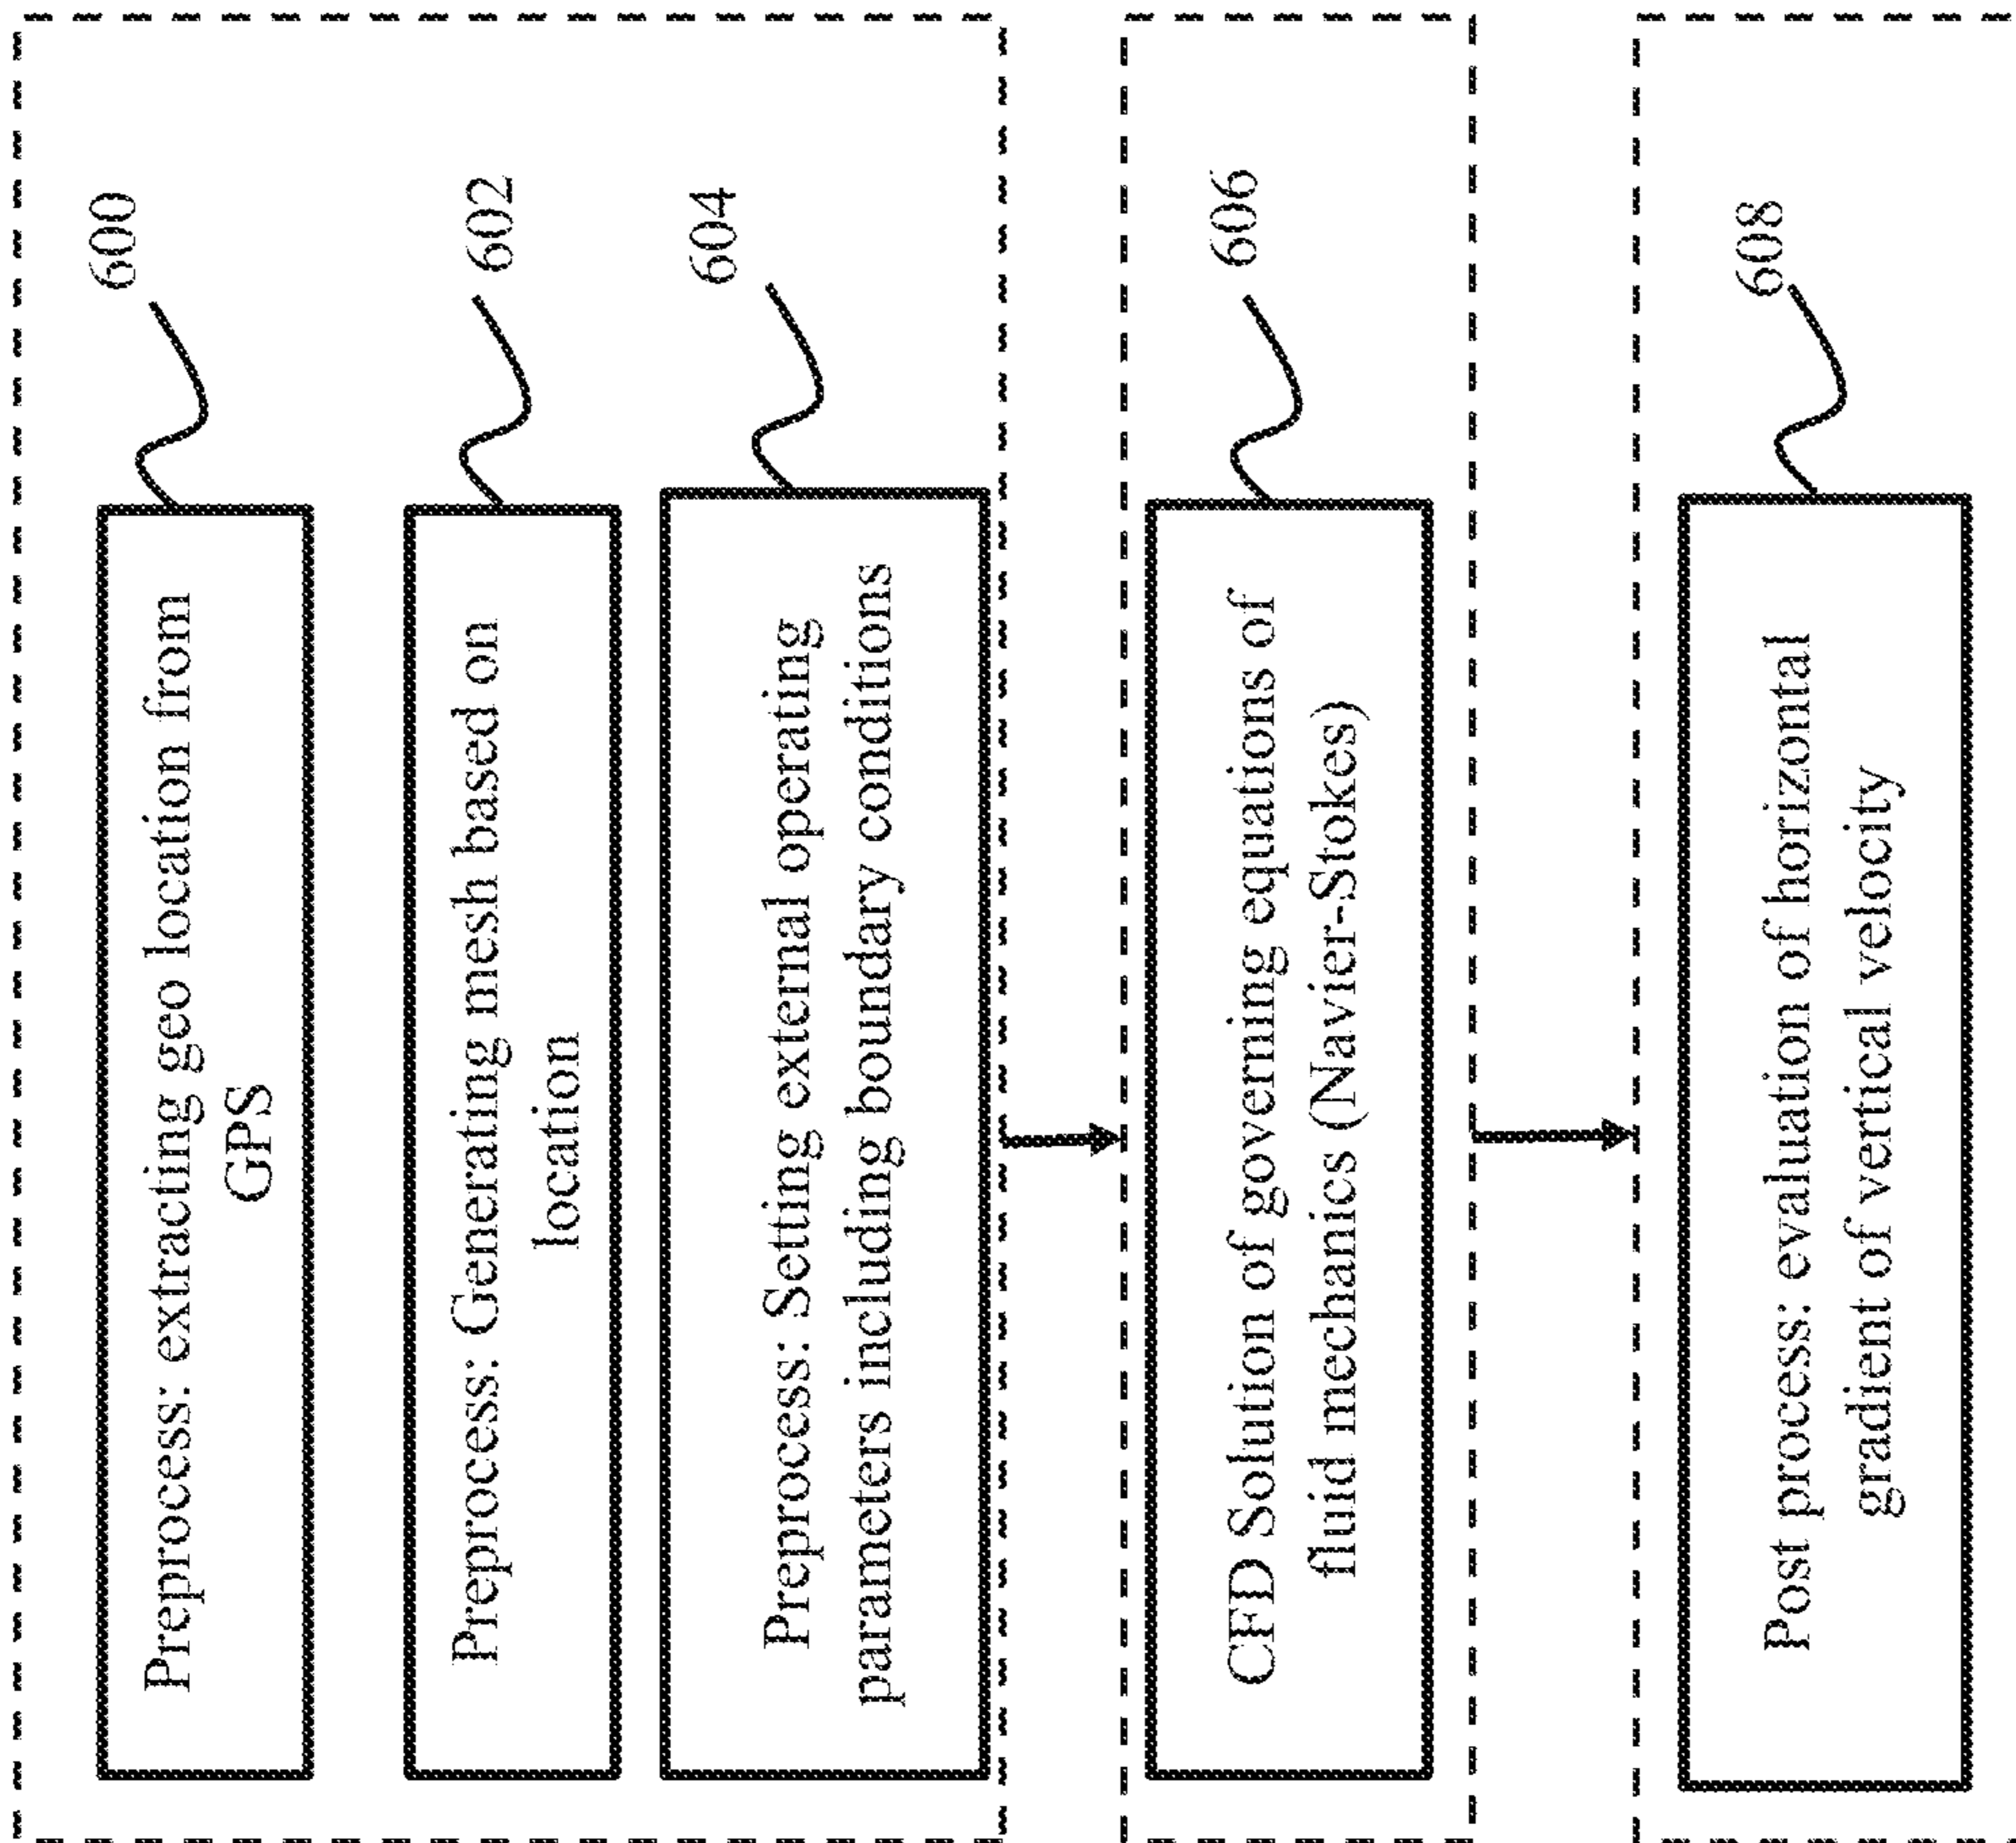 Preprocess: extracting geo location from
GPS
600
Preprocess: Generating mesh based on
location
602
Preprocess: Setting external operating
parameters including boundary conditions
604
CFD Solution of governing equations of
fluid mechanics (Navier-Stokes)
606
Post process: evaluation of horizontal
gradient of vertical velocity
608